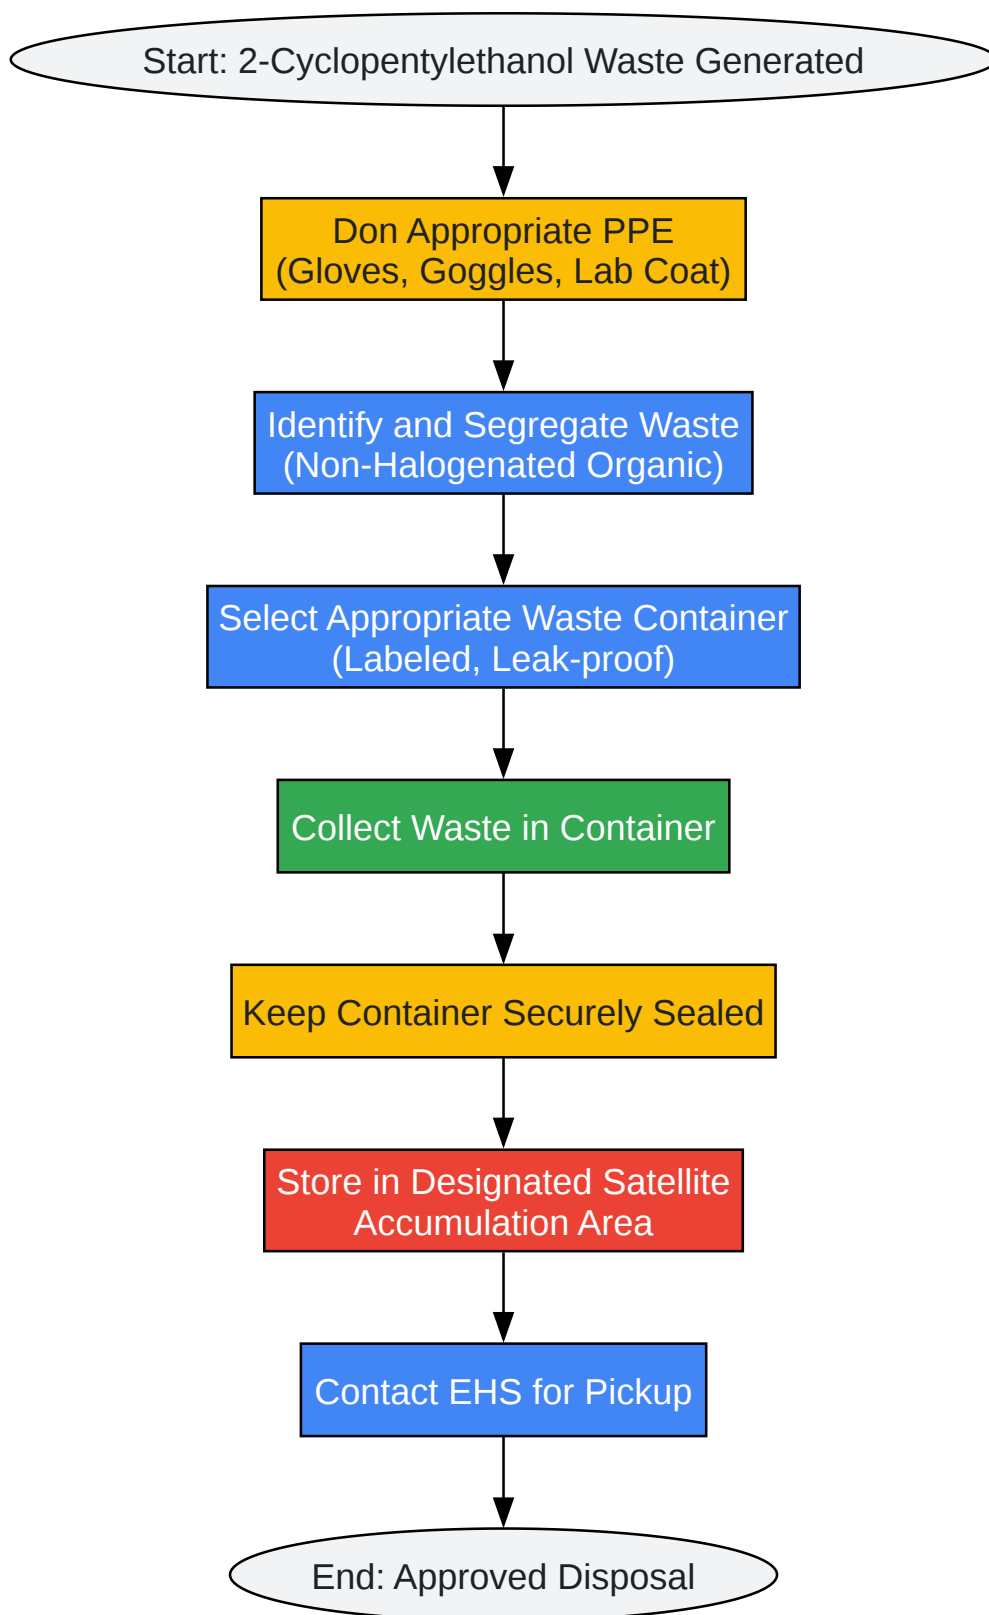 Start: 2-Cyclopentylethanol Waste Generated
Don Appropriate PPE
(Gloves, Goggles, Lab Coat)
Identify and Segregate Waste
(Non-Halogenated Organic)
Select Appropriate Waste Container
(Labeled, Leak-proof)
Collect Waste in Container
Keep Container Securely Sealed
Store in Designated Satellite
Accumulation Area
Contact EHS for Pickup
End: Approved Disposal